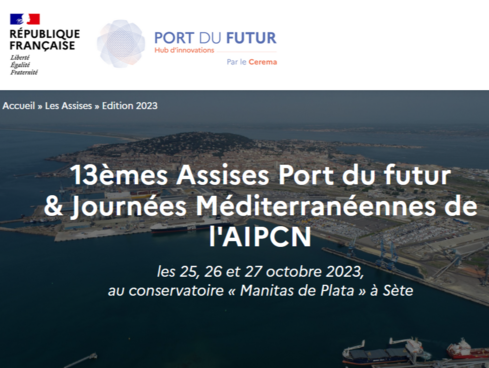 RÉPUBLIQUE
FRANÇAISE
Liberté
Égalité
Fraternité
PORT DU FUTUR
Hub d'innovations
Par le Cerema
Accueil » Les Assises » Edition 2023
13èmes Assises Port du futur
& Journées Méditerranéennes de
l'AIPCN
les 25, 26 et 27 octobre 2023,
au conservatoire « Manitas de Plata » à Sète